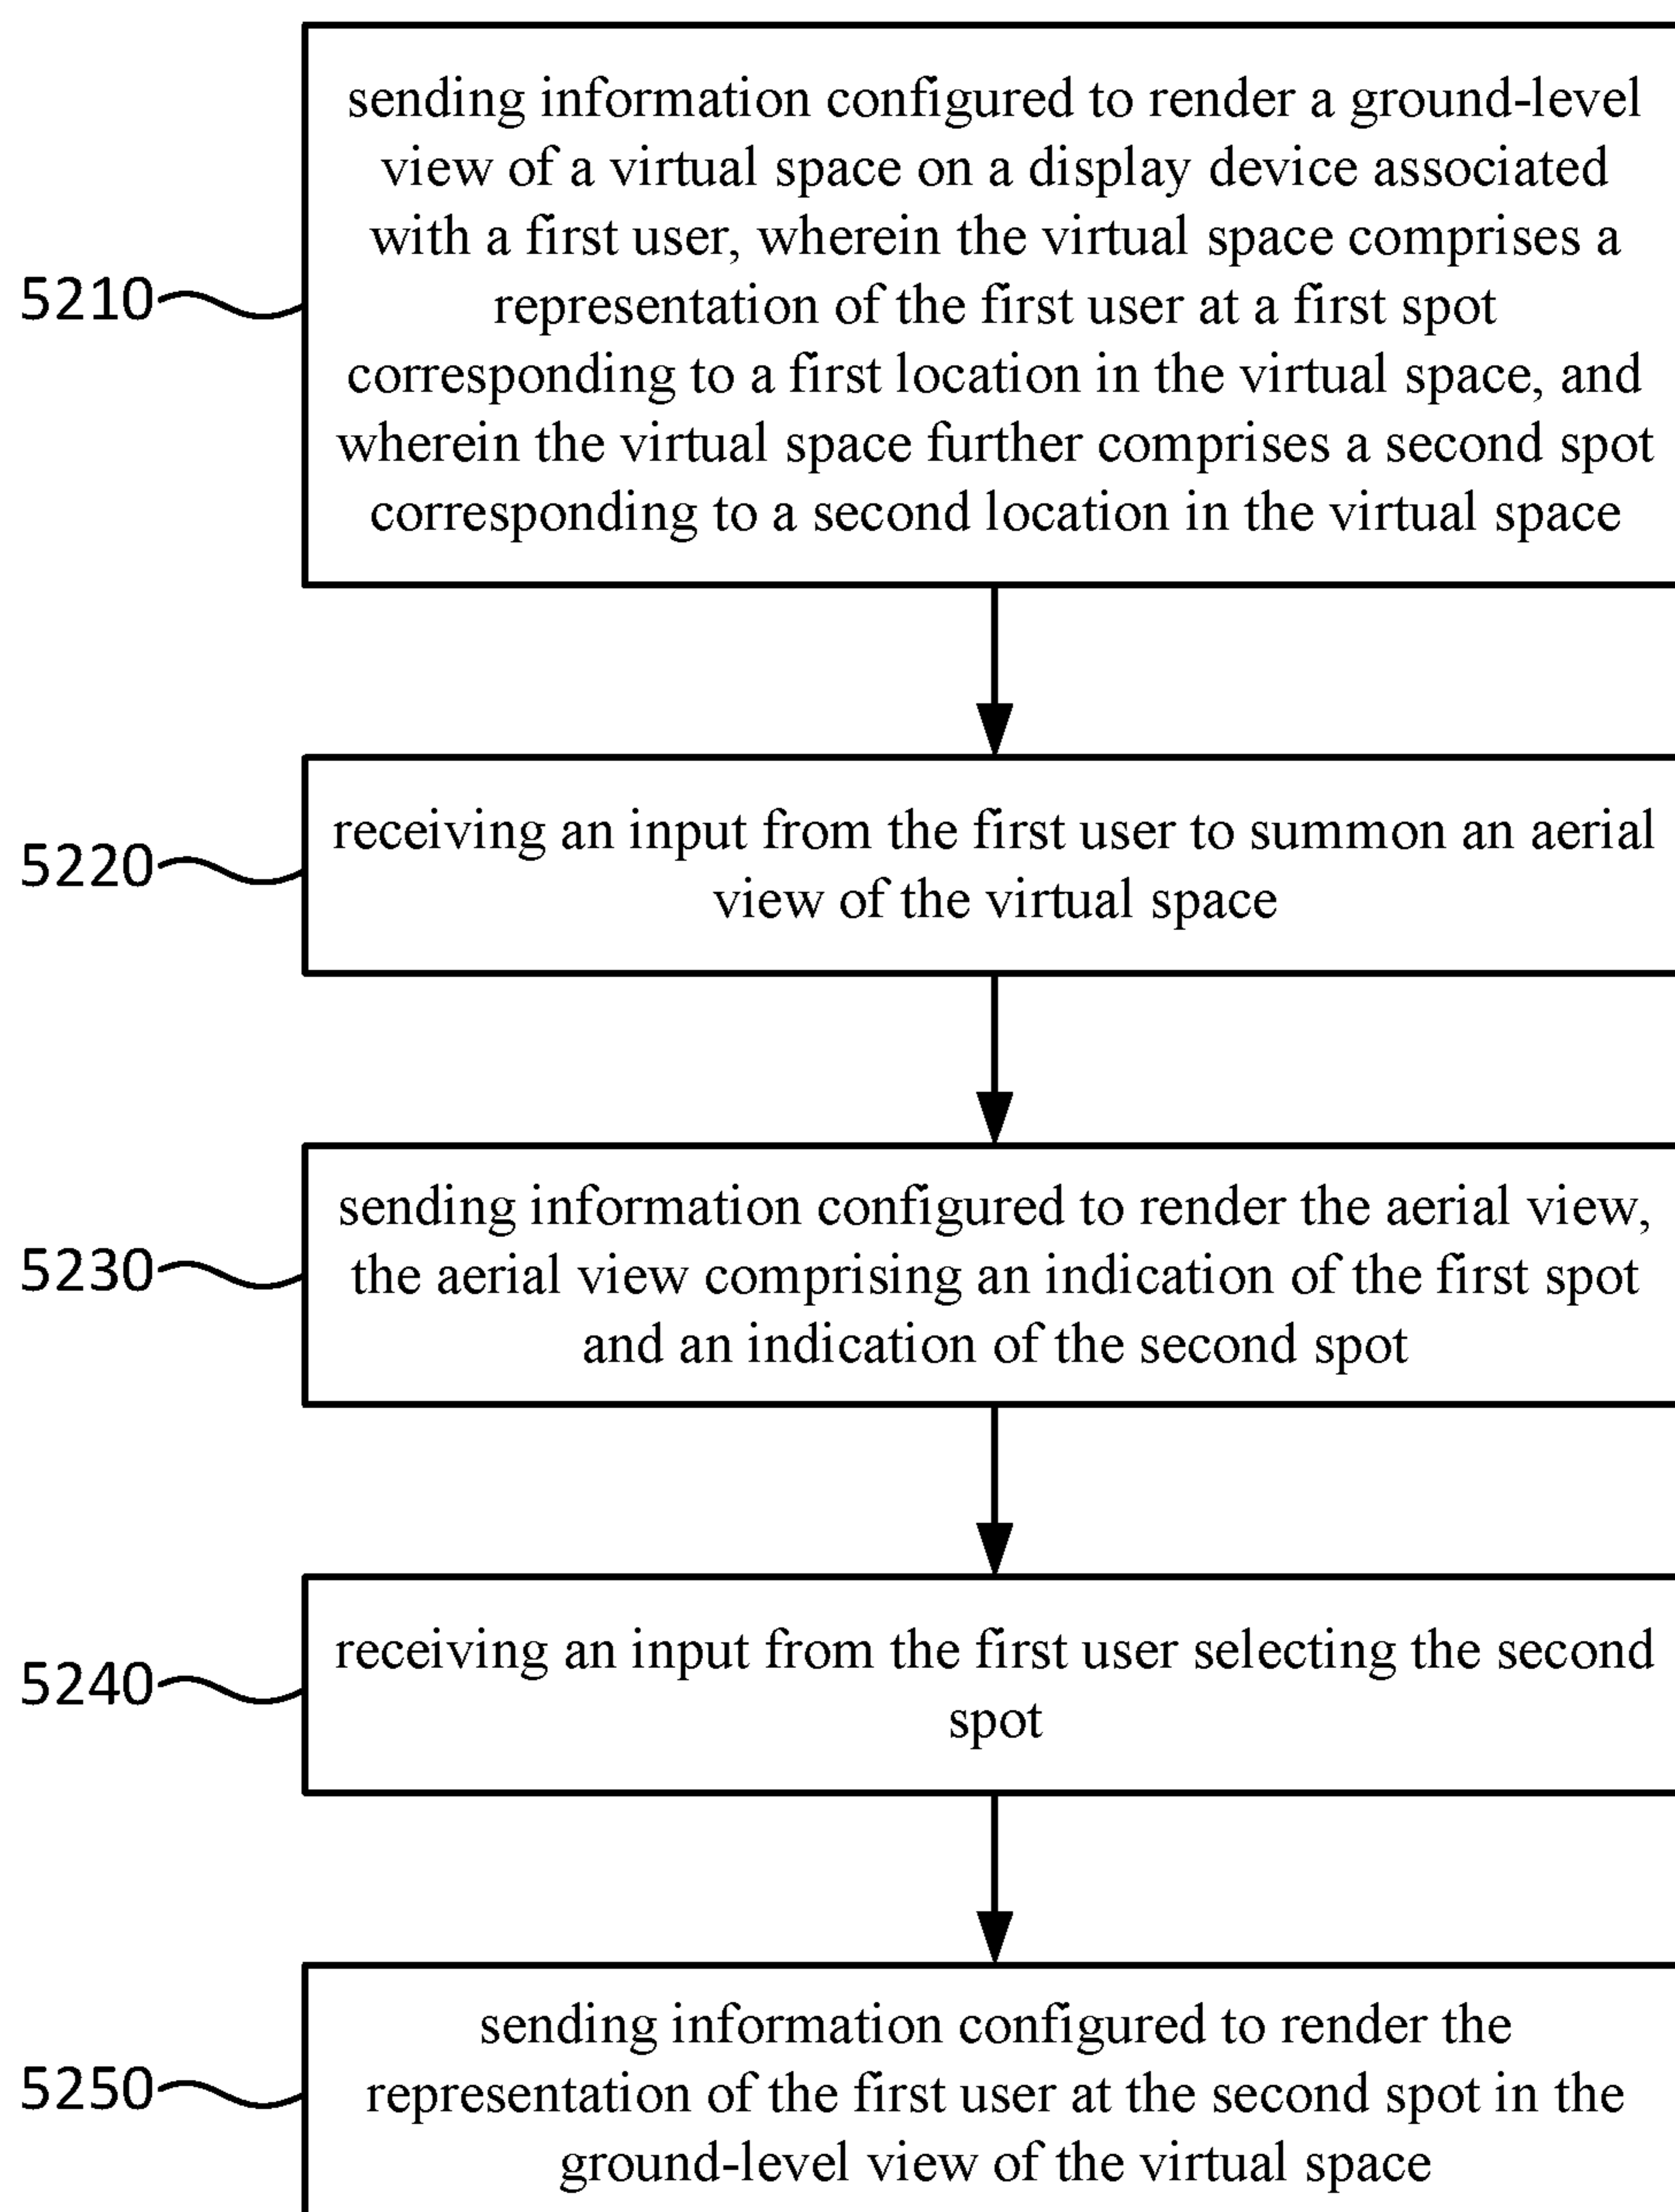 sending information configured to render a ground-level
view of a virtual space on a display device associated
with a first user, wherein the virtual space comprises a
representation of the first user at a first spot
corresponding to a first location in the virtual space, and
wherein the virtual space further comprises a second spot
corresponding to a second location in the virtual space
5210
receiving an input from the first user to summon an aerial
view of the virtual space
5220
sending information configured to render the aerial view,
the aerial view comprising an indication of the first spot
and an indication of the second spot
5230
receiving an input from the first user selecting the second
spot
5240
sending information configured to render the
representation of the first user at the second spot in the
ground-level view of the virtual space
5250